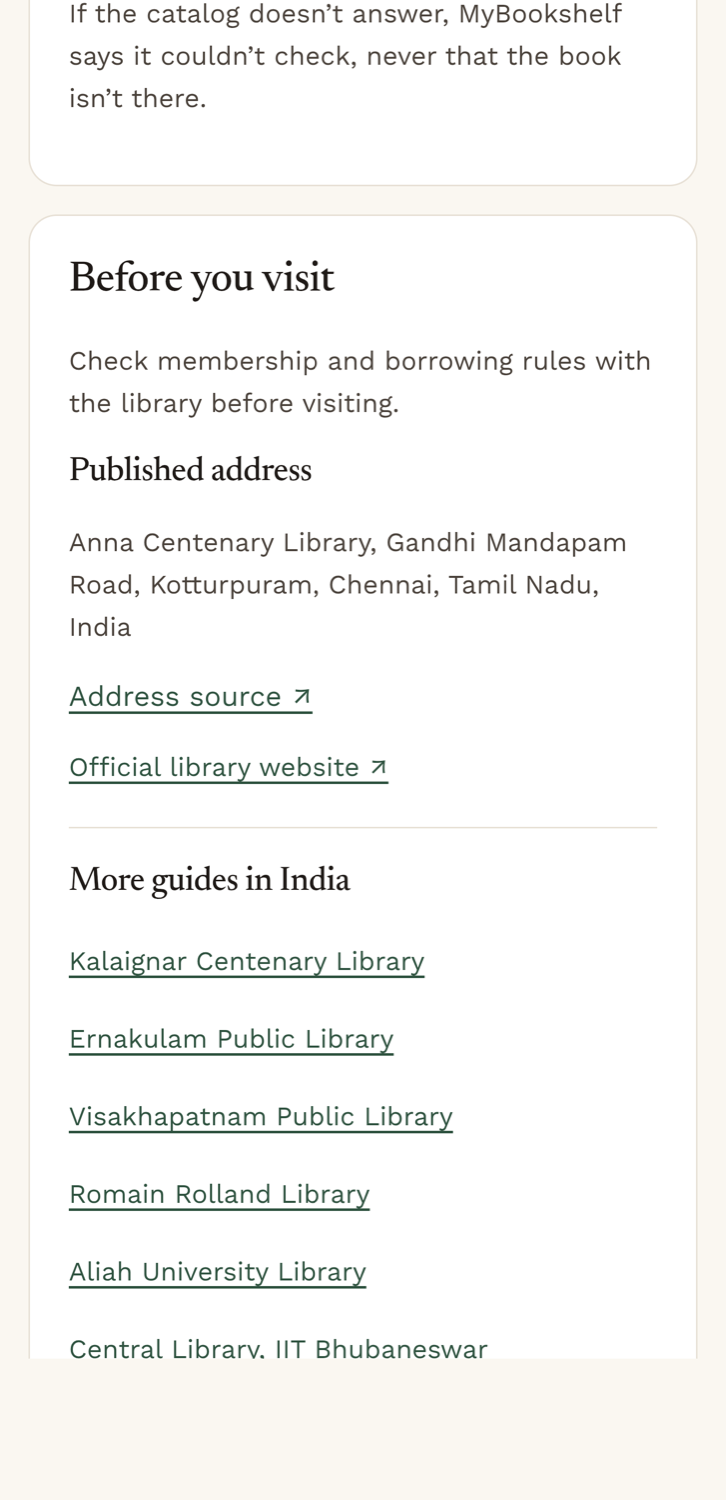 If the catalog doesn’t answer, MyBookshelf
says it couldn’t check, never that the book
isn’t there.
Before you visit
Check membership and borrowing rules with
the library before visiting.
Published address
Anna Centenary Library, Gandhi Mandapam
Road, Kotturpuram, Chennai, Tamil Nadu,
India
Address source ↗
Official library website ↗
More guides in India
Kalaignar Centenary Library
Ernakulam Public Library
Visakhapatnam Public Library
Romain Rolland Library
Aliah University Library
Central Library, IIT Bhubaneswar